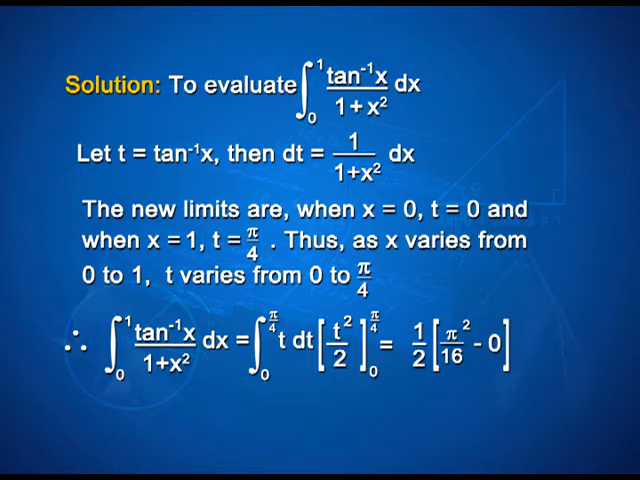 Solution: To evaluate ∫₀¹ tan⁻¹x / 1 + x² dx
Let t = tan⁻¹x, then dt = 1 / 1+x² dx
The new limits are, when x = 0, t = 0 and
when x = 1, t = π/4 . Thus, as x varies from
0 to 1, t varies from 0 to π/4
∴ ∫₀¹ tan⁻¹x / 1+x² dx = ∫₀^(π/4) t dt [t²/2]₀^(π/4) = 1/2 [π²/16 - 0]